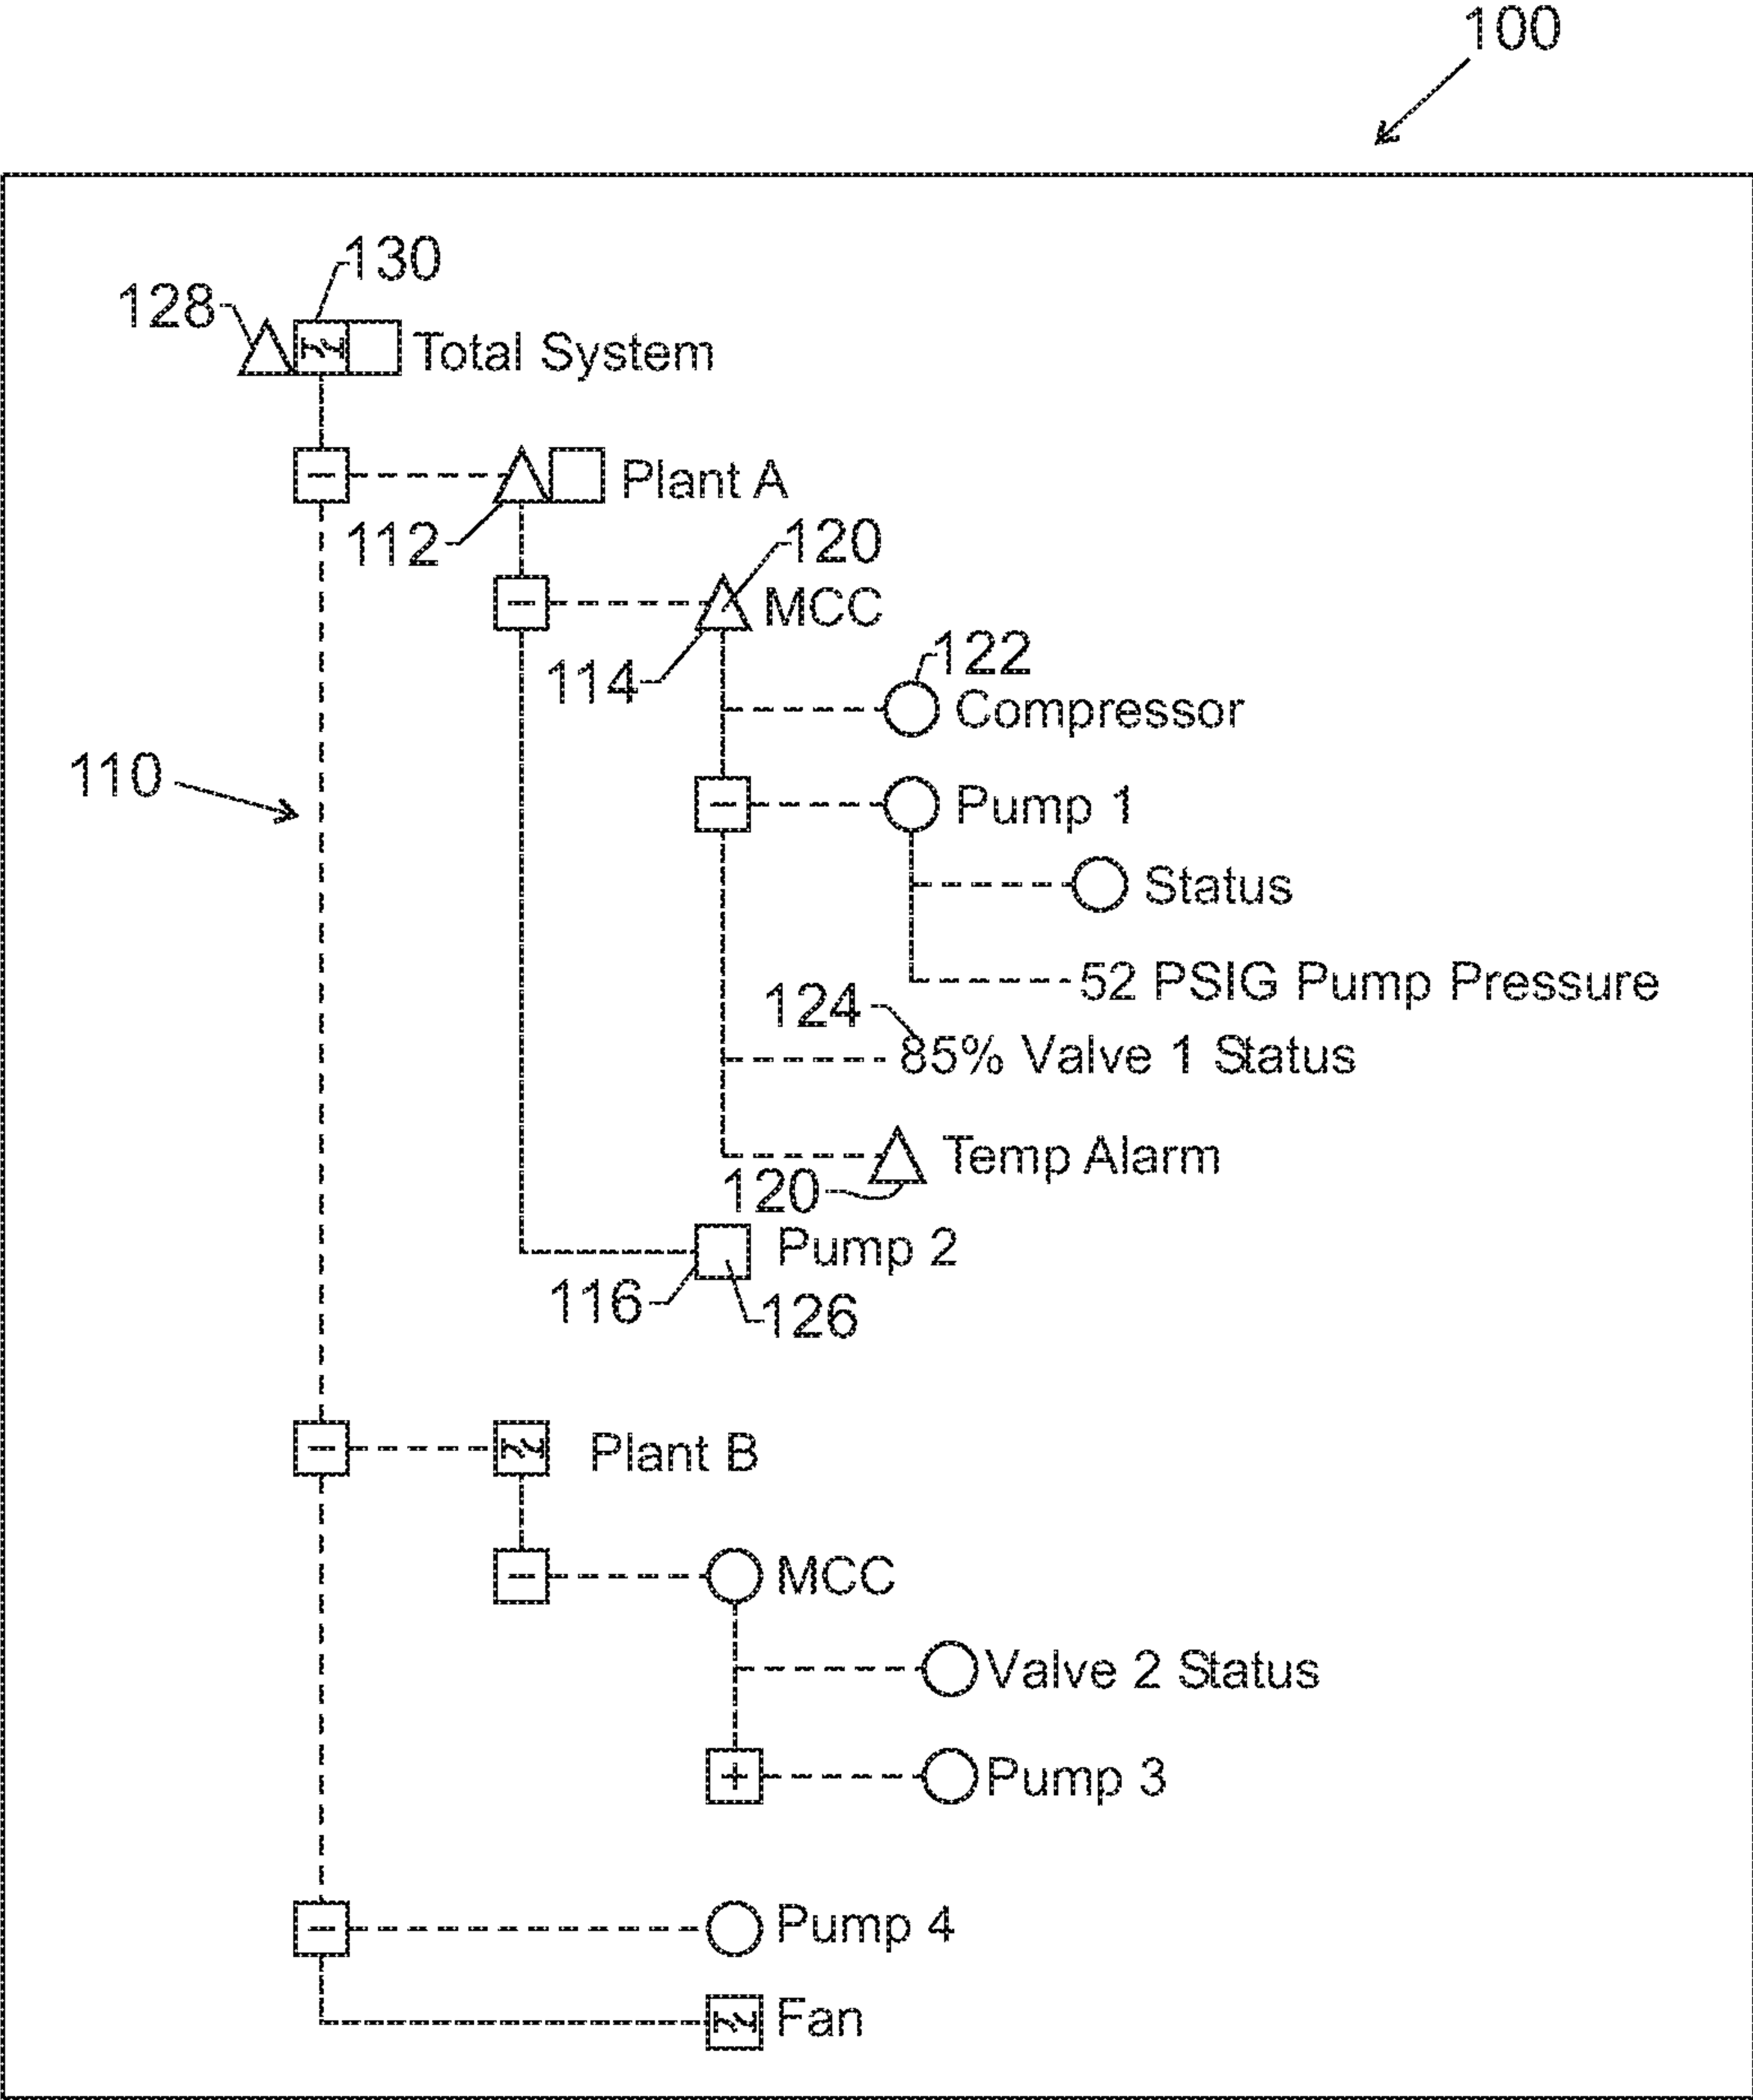 100
130
128
Total System
Plant A
112
120
MCC
114
122
Compressor
110
Pump 1
Status
52 PSIG Pump Pressure
124
85% Valve 1 Status
Temp Alarm
120
Pump 2
116
126
Plant B
MCC
Valve 2 Status
Pump 3
Pump 4
Fan